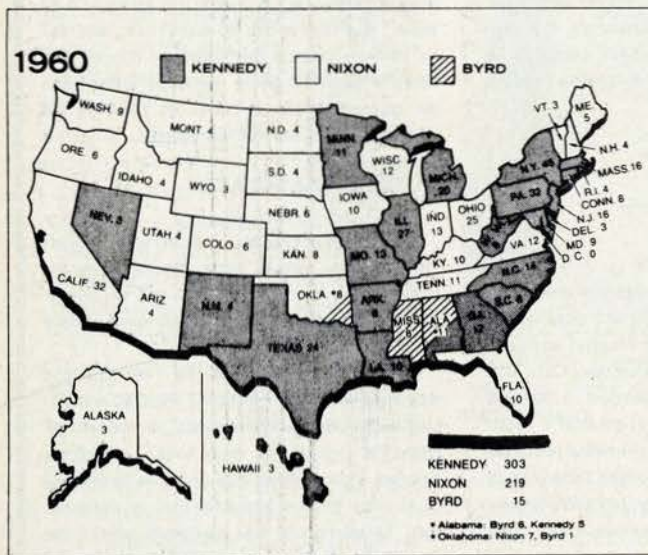 1960
KENNEDY
NIXON
BYRD
WASH. 9
ORE. 6
CALIF. 32
NEV. 3
IDAHO 4
MONT. 4
WYO. 3
UTAH 4
ARIZ 4
COLO. 6
N.M. 4
N.D. 4
S.D. 4
NEBR. 6
KAN. 8
OKLA. *8
TEXAS 24
MINN. 11
IOWA 10
MO. 13
ARK. 8
LA. 10
WISC. 12
ILL. 27
MICH. 20
IND 13
OHIO 25
KY. 10
TENN. 11
MISS. 8
ALA. *11
GA. 12
FLA 10
S.C. 8
N.C. 14
VA. 12
PA. 32
N.Y. 45
VT. 3
ME. 5
N.H. 4
MASS. 16
R.I. 4
CONN. 8
N.J. 16
DEL. 3
MD. 9
D.C. 0
ALASKA 3
HAWAII 3
KENNEDY 303
NIXON 219
BYRD 15
* Alabama: Byrd 6, Kennedy 5
* Oklahoma: Nixon 7, Byrd 1